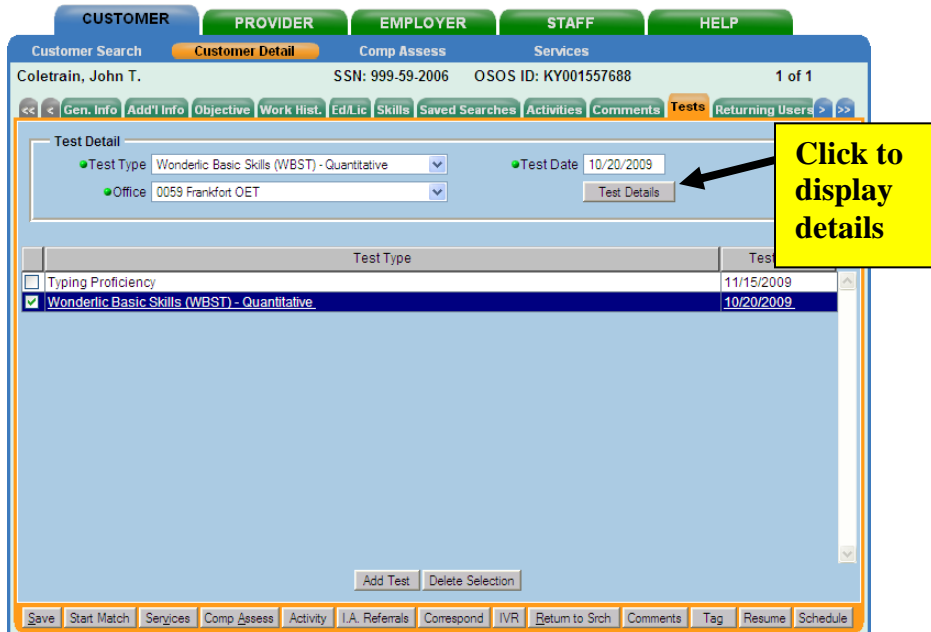 CUSTOMER PROVIDER EMPLOYER STAFF HELP
Customer Search Customer Detail Comp Assess Services
Coletrain, John T. SSN: 999-59-2006 OSOS ID: KY001557688 1 of 1
<< < Gen. Info Add'l Info Objective Work Hist. Ed/Lic Skills Saved Searches Activities Comments Tests Returning Users > >>
Test Detail
Test Type Wonderlic Basic Skills (WBST) - Quantitative Test Date 10/20/2009
Office 0059 Frankfort OET Test Details
Click to
display
details
Test Type Test
Typing Proficiency 11/15/2009
Wonderlic Basic Skills (WBST) - Quantitative 10/20/2009
Add Test Delete Selection
Save Start Match Services Comp Assess Activity I.A. Referrals Correspond IVR Return to Srch Comments Tag Resume Schedule